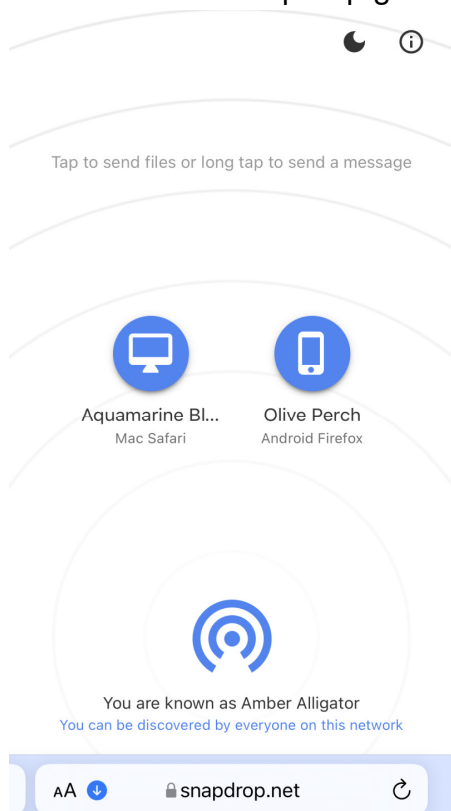 Tap to send files or long tap to send a message
Aquamarine Bl...
Olive Perch
Mac Safari
Android Firefox
You are known as Amber Alligator
You can be discovered by everyone on this network
AA
snapdrop.net